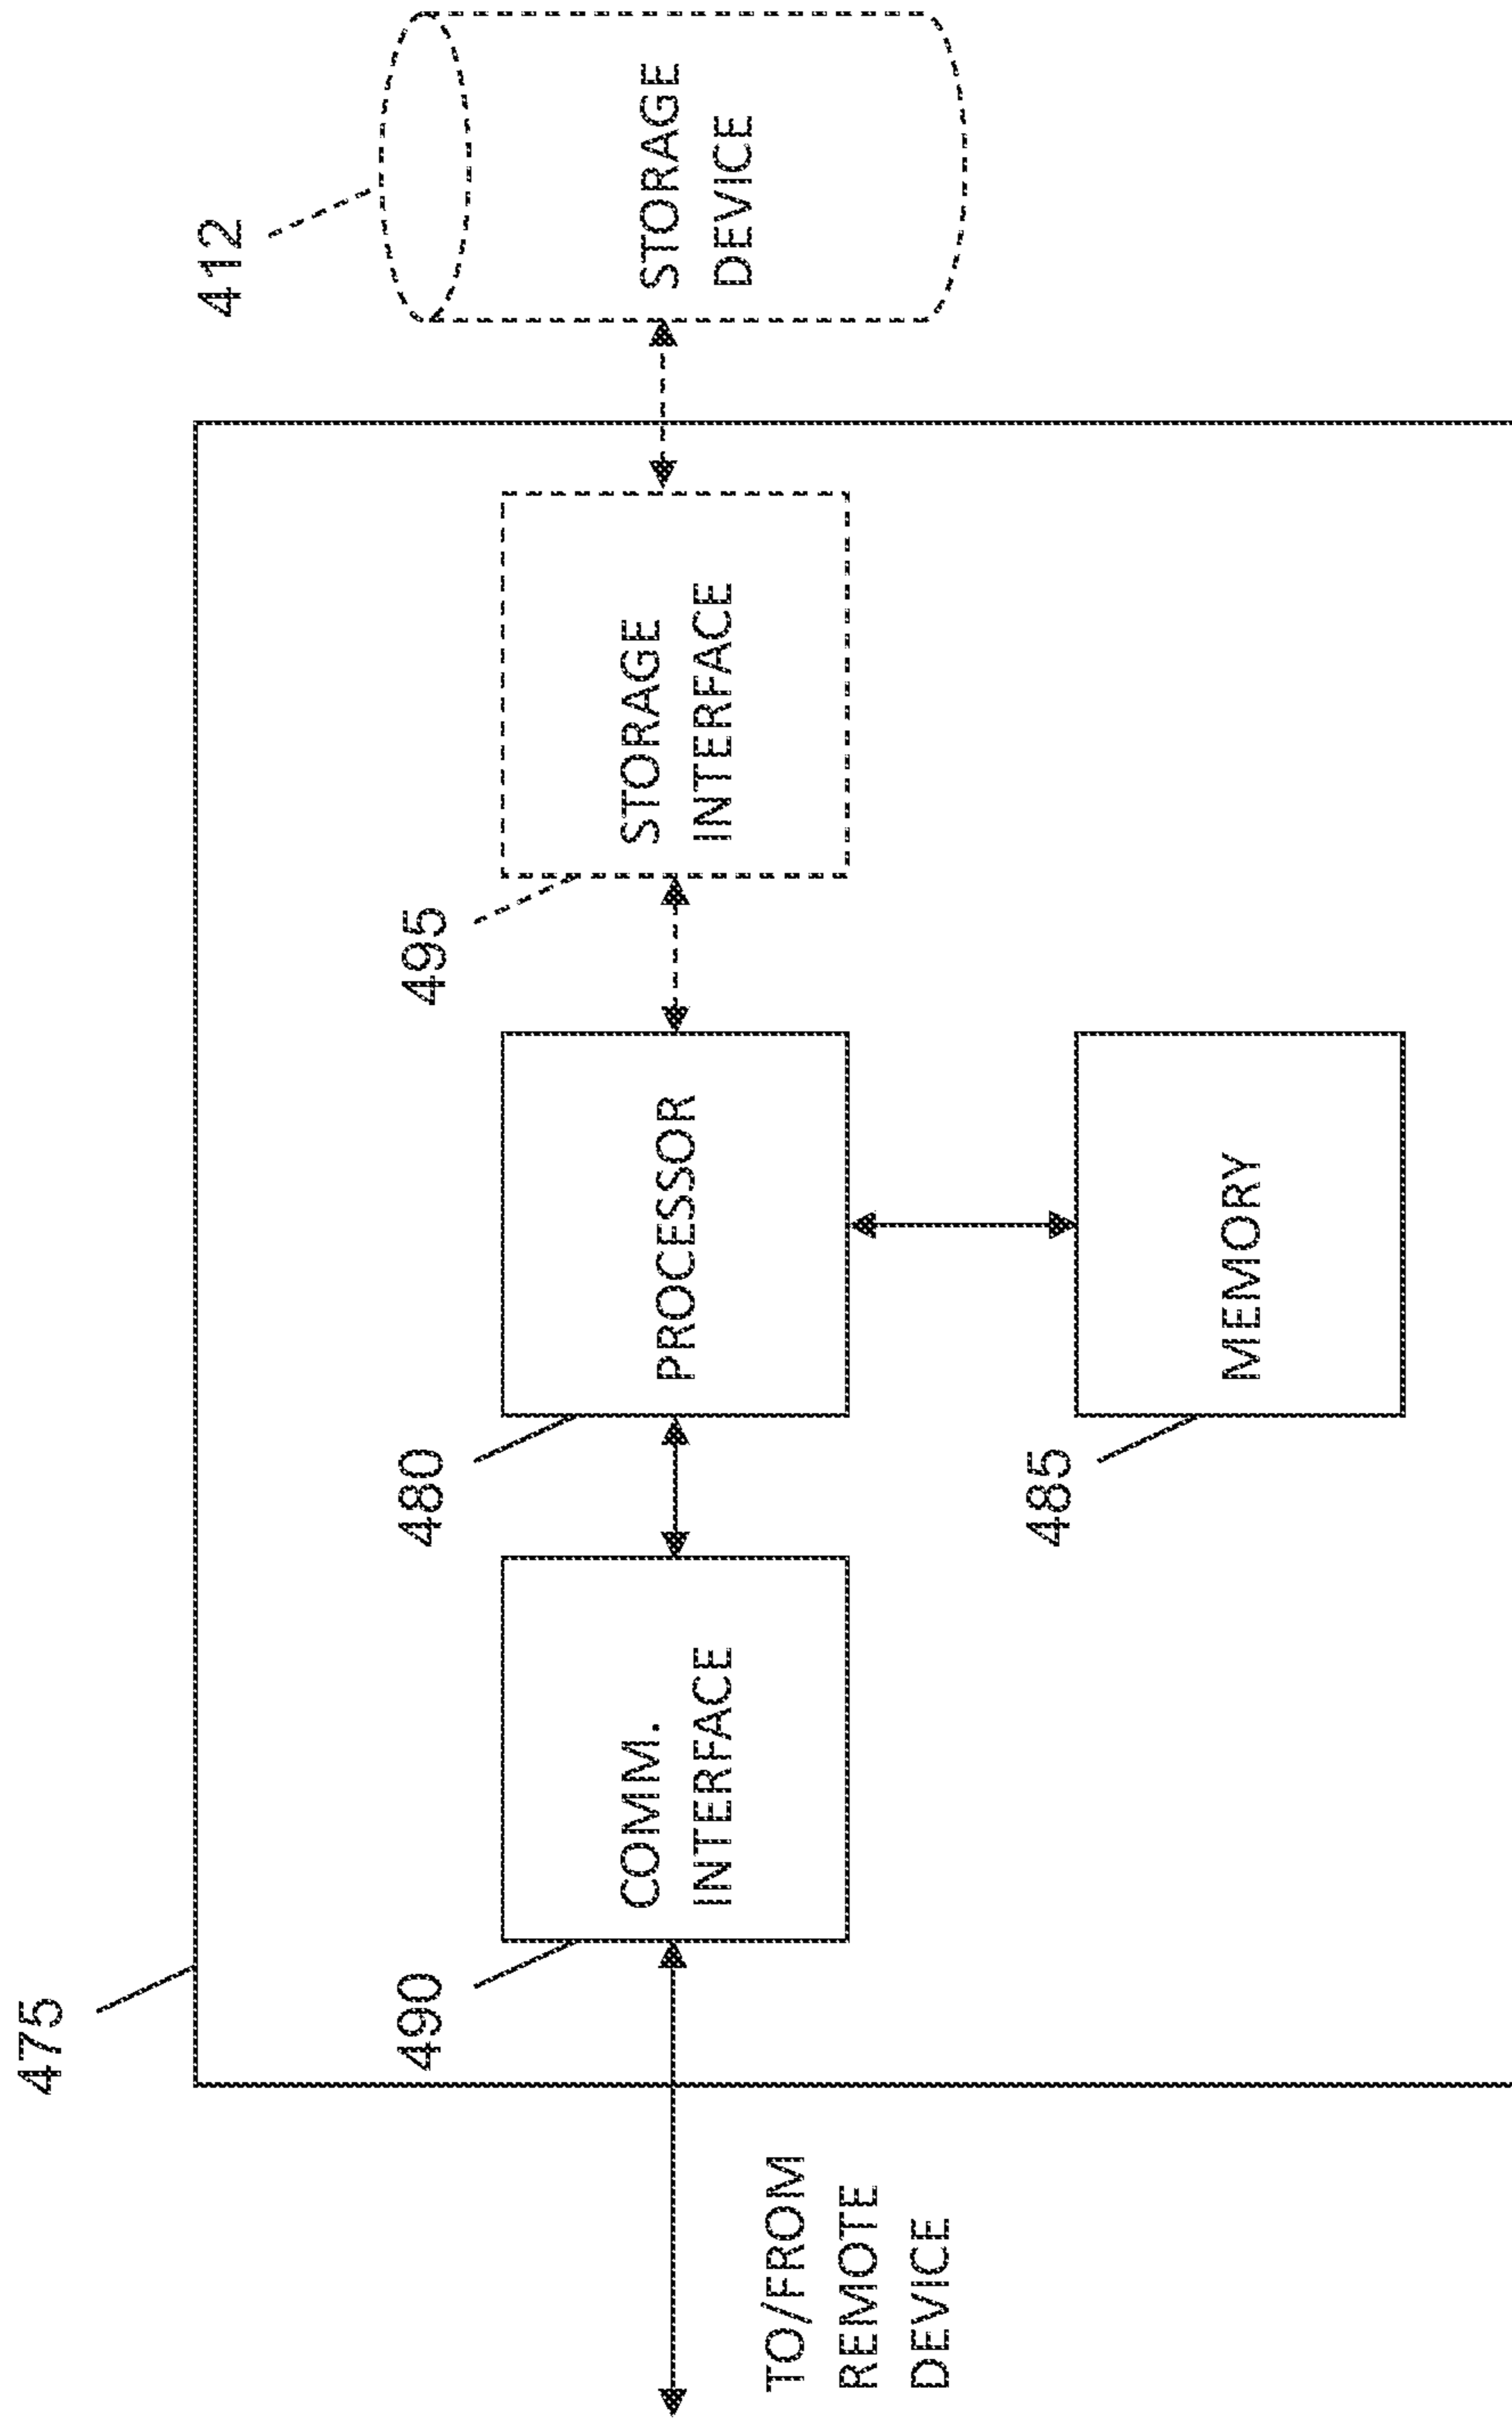 475
490
COMM.
INTERFACE
480
PROCESSOR
495
STORAGE
INTERFACE
412
STORAGE
DEVICE
485
MEMORY
TO/FROM
REMOTE
DEVICE